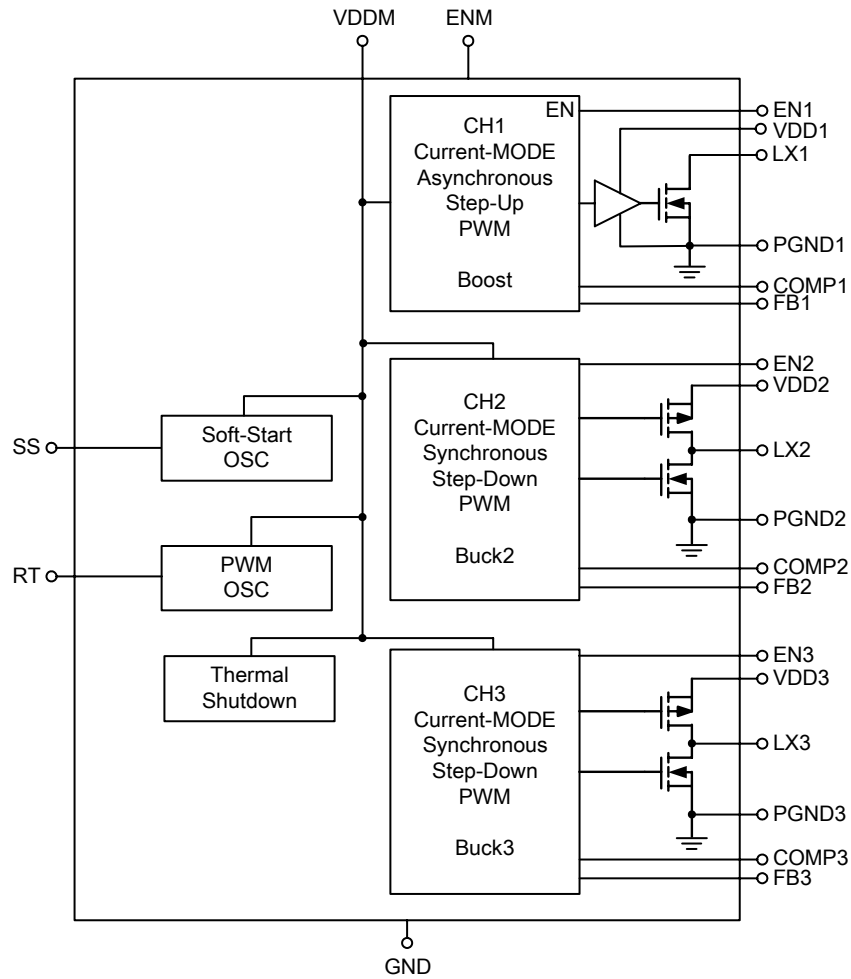 VDDM
ENM
EN
CH1
Current-MODE
Asynchronous
Step-Up
PWM
Boost
EN1
VDD1
LX1
PGND1
COMP1
FB1
SS
Soft-Start
OSC
RT
PWM
OSC
Thermal
Shutdown
CH2
Current-MODE
Synchronous
Step-Down
PWM
Buck2
EN2
VDD2
LX2
PGND2
COMP2
FB2
CH3
Current-MODE
Synchronous
Step-Down
PWM
Buck3
EN3
VDD3
LX3
PGND3
COMP3
FB3
GND